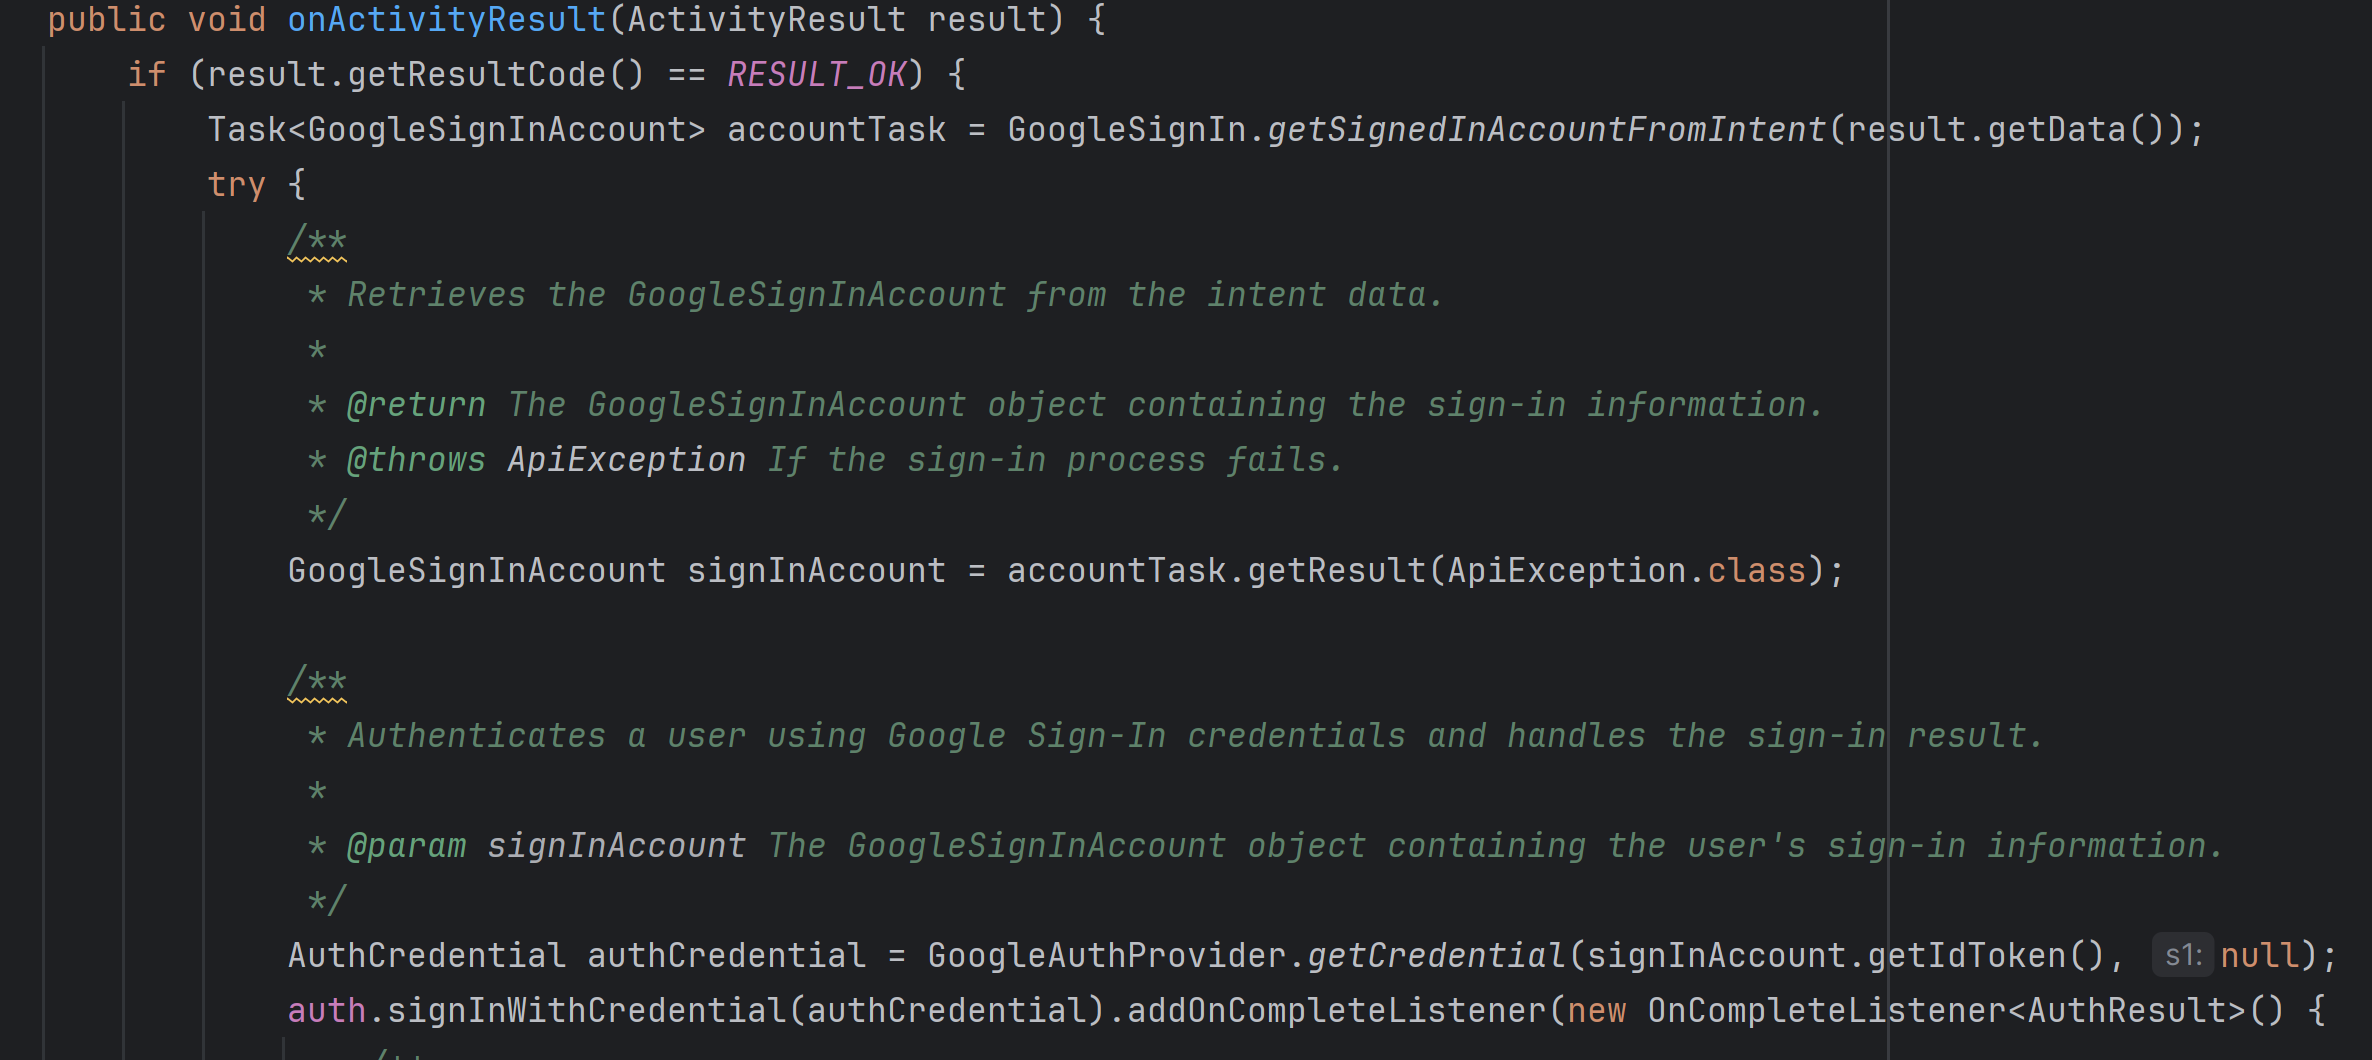 public void onActivityResult(ActivityResult result) {
if (result.getResultCode() == RESULT_OK) {
Task<GoogleSignInAccount> accountTask = GoogleSignIn.getSignedInAccountFromIntent(result.getData());
try {
/**
* Retrieves the GoogleSignInAccount from the intent data.
*
* @return The GoogleSignInAccount object containing the sign-in information.
* @throws ApiException If the sign-in process fails.
*/
GoogleSignInAccount signInAccount = accountTask.getResult(ApiException.class);
/**
* Authenticates a user using Google Sign-In credentials and handles the sign-in result.
*
* @param signInAccount The GoogleSignInAccount object containing the user's sign-in information.
*/
AuthCredential authCredential = GoogleAuthProvider.getCredential(signInAccount.getIdToken(), s1: null);
auth.signInWithCredential(authCredential).addOnCompleteListener(new OnCompleteListener<AuthResult>() {
/**